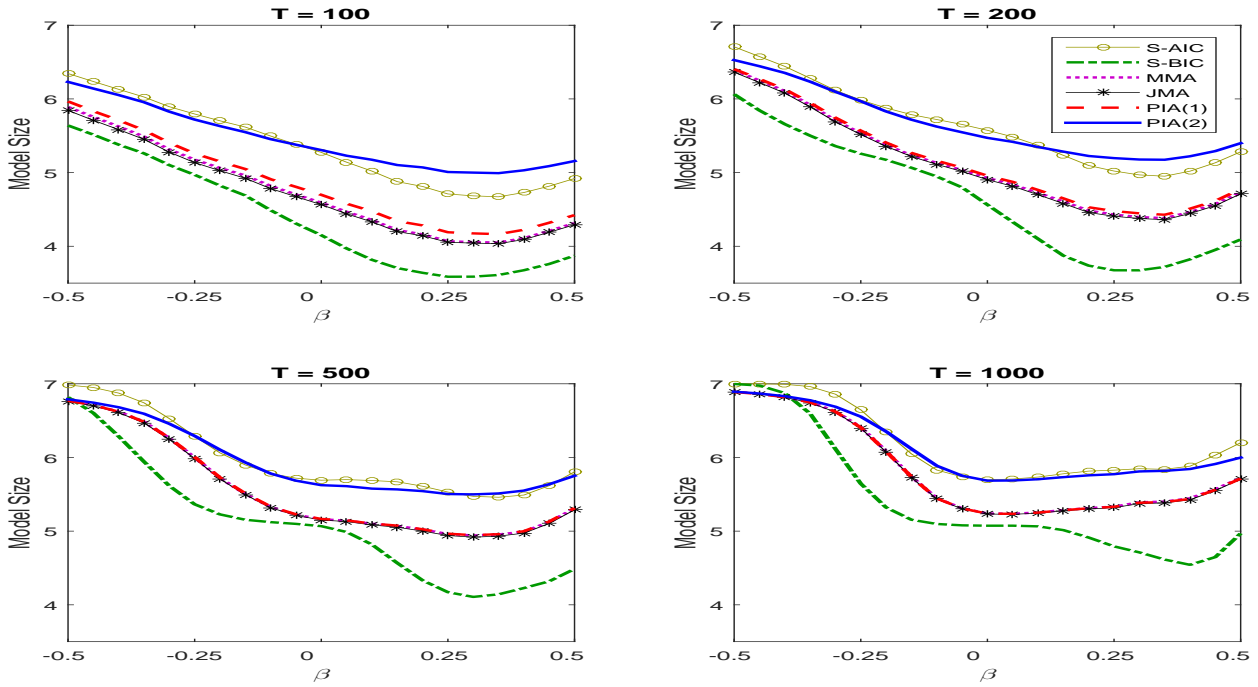 T = 100
7
6
5
4
Model Size
-0.5
-0.25
0
0.25
0.5
β
T = 200
7
6
5
4
Model Size
-0.5
-0.25
0
0.25
0.5
β
S-AIC
S-BIC
MMA
JMA
PIA(1)
PIA(2)
T = 500
7
6
5
4
Model Size
-0.5
-0.25
0
0.25
0.5
β
T = 1000
7
6
5
4
Model Size
-0.5
-0.25
0
0.25
0.5
β